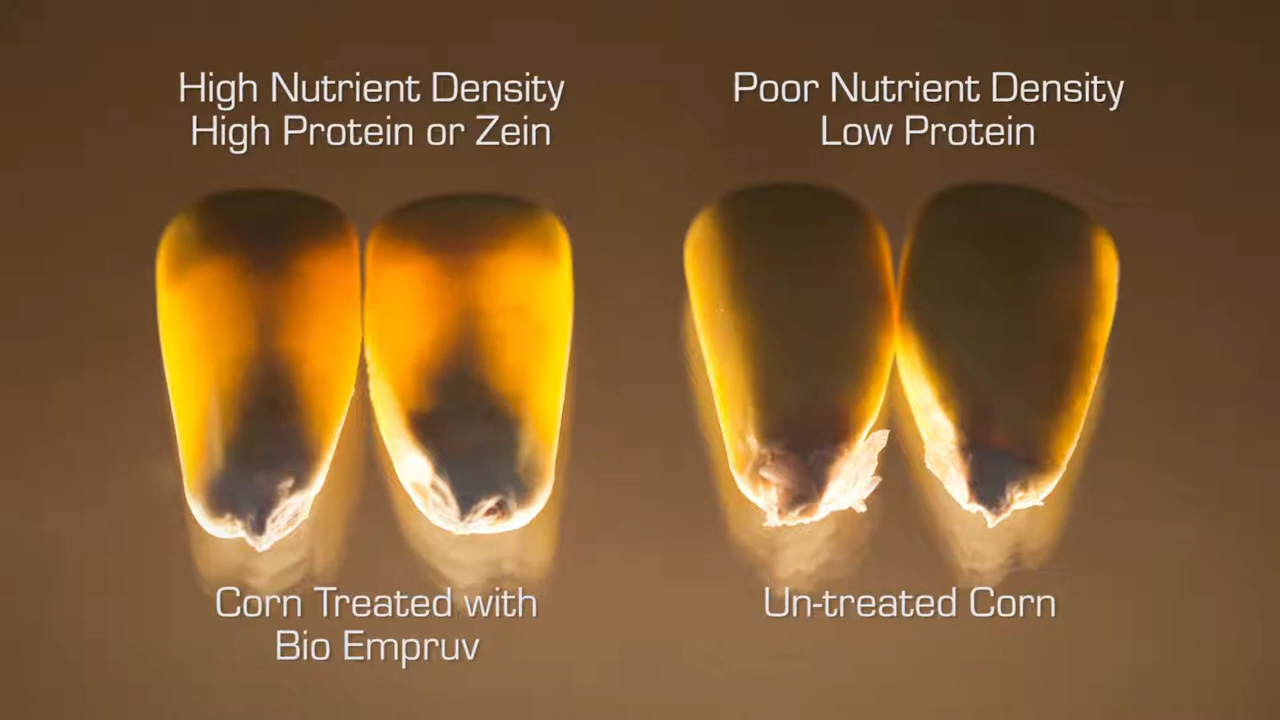 High Nutrient Density
High Protein or Zein
Poor Nutrient Density
Low Protein
Corn Treated with
Bio Empruv
Un-treated Corn